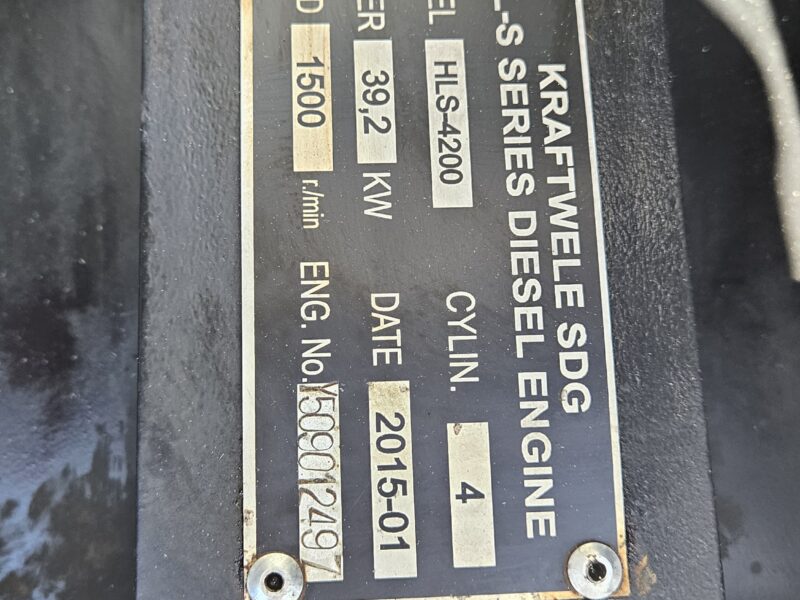 KRAFTWELE SDG
L-S SERIES DIESEL ENGINE
EL HLS-4200 CYLIN. 4
ER 39,2 KW DATE 2015-01
D 1500 r./min ENG. No. Y50901249